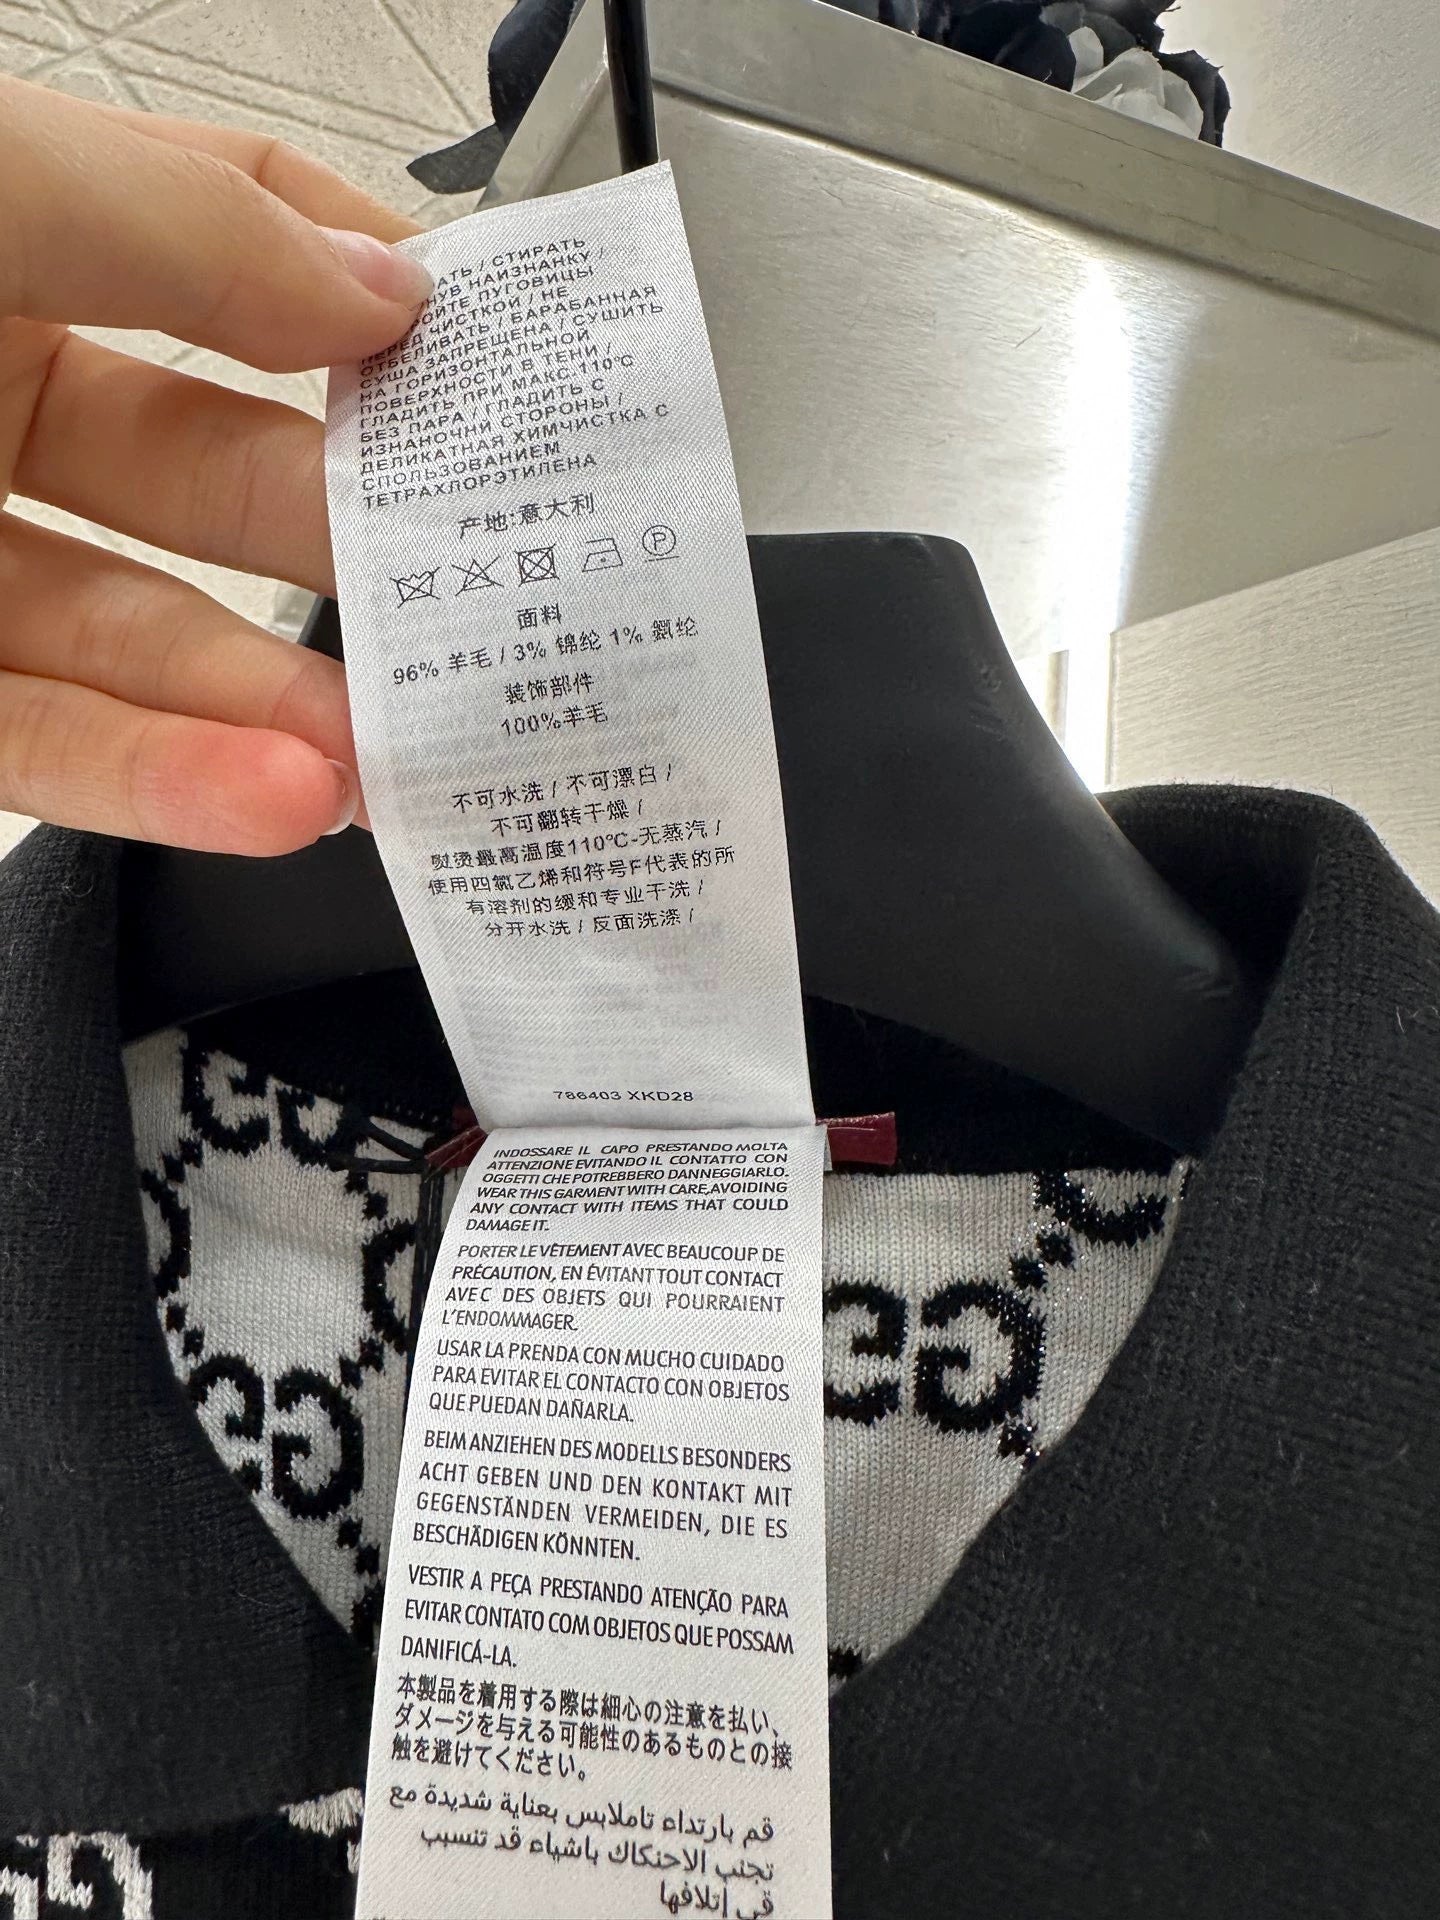 АТЬ / СТИРАТЬ
НУВ НАИЗНАНКУ /
РОЙТЕ ПУГОВИЦЫ
ПЕРЕД ЧИСТКОЙ / НЕ
ОТБЕЛИВАТЬ / БАРАБАННАЯ
СУША ЗАПРЕЩЕНА / СУШИТЬ
НА ГОРИЗОНТАЛЬНОЙ
ПОВЕРХНОСТИ В ТЕНИ /
ГЛАДИТЬ ПРИ МАКС.110°C
БЕЗ ПАРА / ГЛАДИТЬ С
ИЗНАНОЧНИ СТОРОНЫ /
ДЕЛИКАТНАЯ ХИМЧИСТКА С
СПОЛЬЗОВАНИЕМ
ТЕТРАХЛОРЭТИЛЕНА
产地:意大利
P
面料
96% 羊毛 / 3% 锦纶 1% 氨纶
装饰部件
100%羊毛
不可水洗 / 不可漂白 /
不可翻转干燥 /
熨烫最高温度110℃-无蒸汽 /
使用四氯乙烯和符号F代表的所
有溶剂的缓和专业干洗 /
分开水洗 / 反面洗涤 /
786403 XKD28
INDOSSARE IL CAPO PRESTANDO MOLTA
ATTENZIONE EVITANDO IL CONTATTO CON
OGGETTI CHE POTREBBERO DANNEGGIARLO.
WEAR THIS GARMENT WITH CARE,AVOIDING
ANY CONTACT WITH ITEMS THAT COULD
DAMAGE IT.
PORTER LE VÊTEMENT AVEC BEAUCOUP DE
PRÉCAUTION, EN ÉVITANT TOUT CONTACT
AVEC DES OBJETS QUI POURRAIENT
L'ENDOMMAGER.
USAR LA PRENDA CON MUCHO CUIDADO
PARA EVITAR EL CONTACTO CON OBJETOS
QUE PUEDAN DAÑARLA.
BEIM ANZIEHEN DES MODELLS BESONDERS
ACHT GEBEN UND DEN KONTAKT MIT
GEGENSTÄNDEN VERMEIDEN, DIE ES
BESCHÄDIGEN KÖNNTEN.
VESTIR A PEÇA PRESTANDO ATENÇÃO PARA
EVITAR CONTATO COM OBJETOS QUE POSSAM
DANIFICÁ-LA.
本製品を着用する際は細心の注意を払い、
ダメージを与える可能性のあるものとの接
触を避けてください。
قم بارتداء تاملابس بعناية شديدة مع
تجنب الاحتكاك باشياء قد تتسبب
في إتلافها